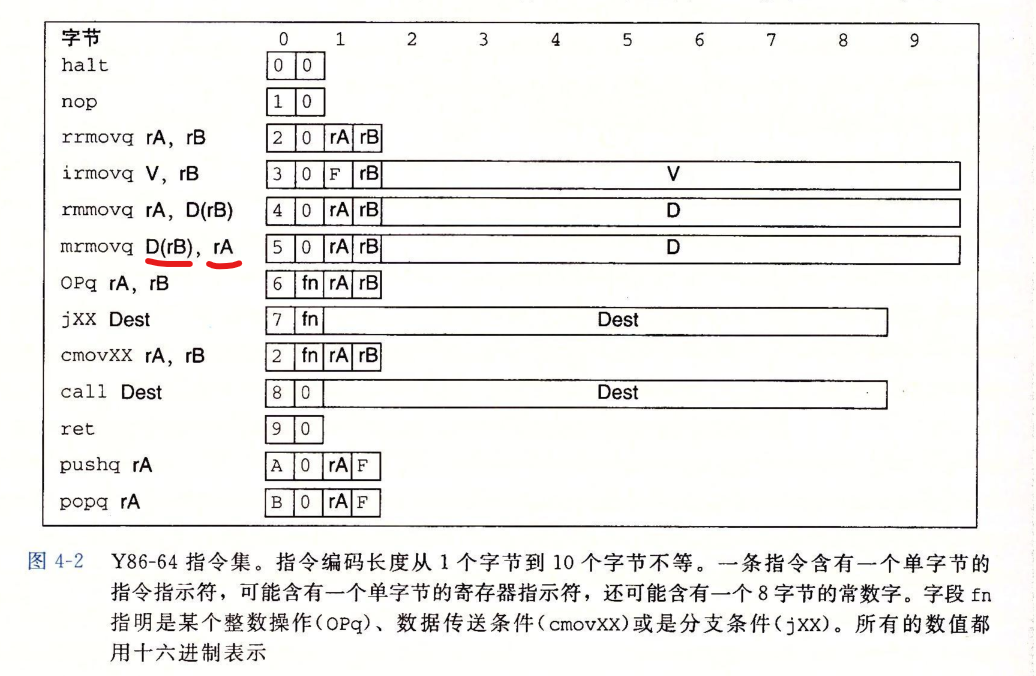 字节 0 1 2 3 4 5 6 7 8 9
halt 0 0
nop 1 0
rrmovq rA, rB 2 0 rA rB
irmovq V, rB 3 0 F rB V
rmmovq rA, D(rB) 4 0 rA rB D
mrmovq D(rB), rA 5 0 rA rB D
OPq rA, rB 6 fn rA rB
jXX Dest 7 fn Dest
cmovXX rA, rB 2 fn rA rB
call Dest 8 0 Dest
ret 9 0
pushq rA A 0 rA F
popq rA B 0 rA F
图 4-2 Y86-64 指令集。指令编码长度从 1 个字节到 10 个字节不等。一条指令含有一个单字节的
指令指示符，可能含有一个单字节的寄存器指示符，还可能含有一个 8 字节的常数字。字段 fn
指明是某个整数操作(OPq)、数据传送条件(cmovXX)或是分支条件(jXX)。所有的数值都
用十六进制表示